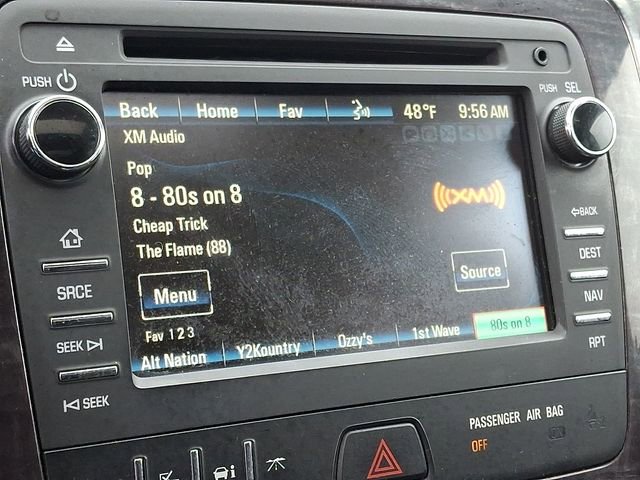 PUSH
PUSH SEL
Back Home Fav 48°F 9:56 AM
XM Audio
Pop
8 - 80s on 8
((XM))
Cheap Trick
The Flame (88)
Menu
Source
Fav 1 2 3
Alt Nation Y2Kountry Ozzy's 1st Wave 80s on 8
SRCE
SEEK
SEEK
BACK
DEST
NAV
RPT
PASSENGER AIR BAG
OFF